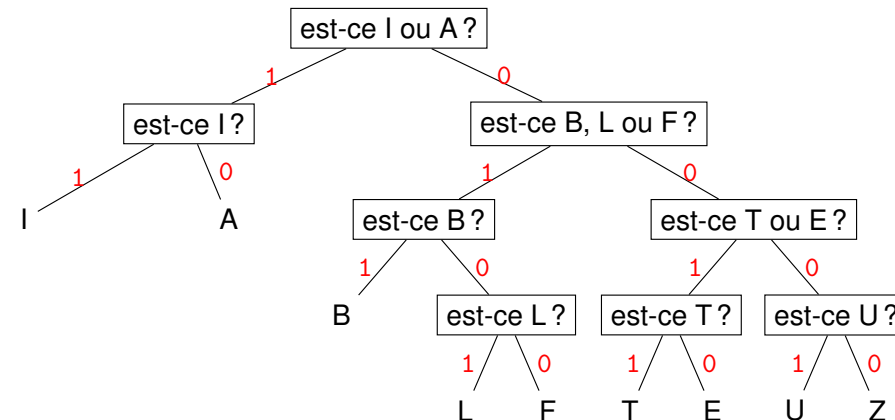 est-ce I ou A ?
1 0
est-ce I ? est-ce B, L ou F ?
1 0 1 0
I A est-ce B ? est-ce T ou E ?
1 0 1 0
B est-ce L ? est-ce T ? est-ce U ?
1 0 1 0 1 0
L F T E U Z